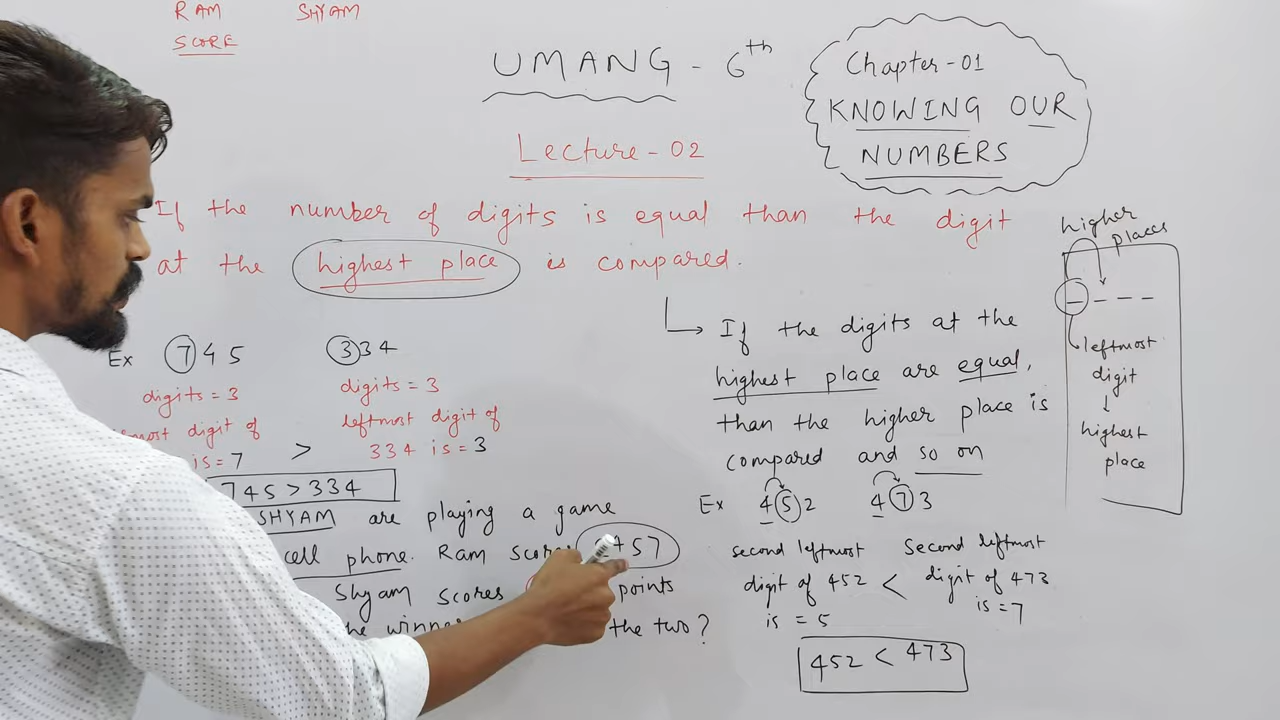 RAM SHYAM
SCORE
UMANG - 6th
Chapter-01
KNOWING OUR
NUMBERS
Lecture-02
If the number of digits is equal than the digit
at the highest place is compared.
higher
places
leftmost
digit
↓
highest
place
If the digits at the
highest place are equal,
than the higher place is
compared and so on
Ex 745 334
digits = 3 digits = 3
digit of leftmost digit of
is = 7 > 334 is = 3
745 > 334
SHYAM are playing a game
cell phone. Ram 57
Shyam scores points
the two?
Ex 452 473
second leftmost Second leftmost
digit of 452 < digit of 473
is = 5 is = 7
452 < 473